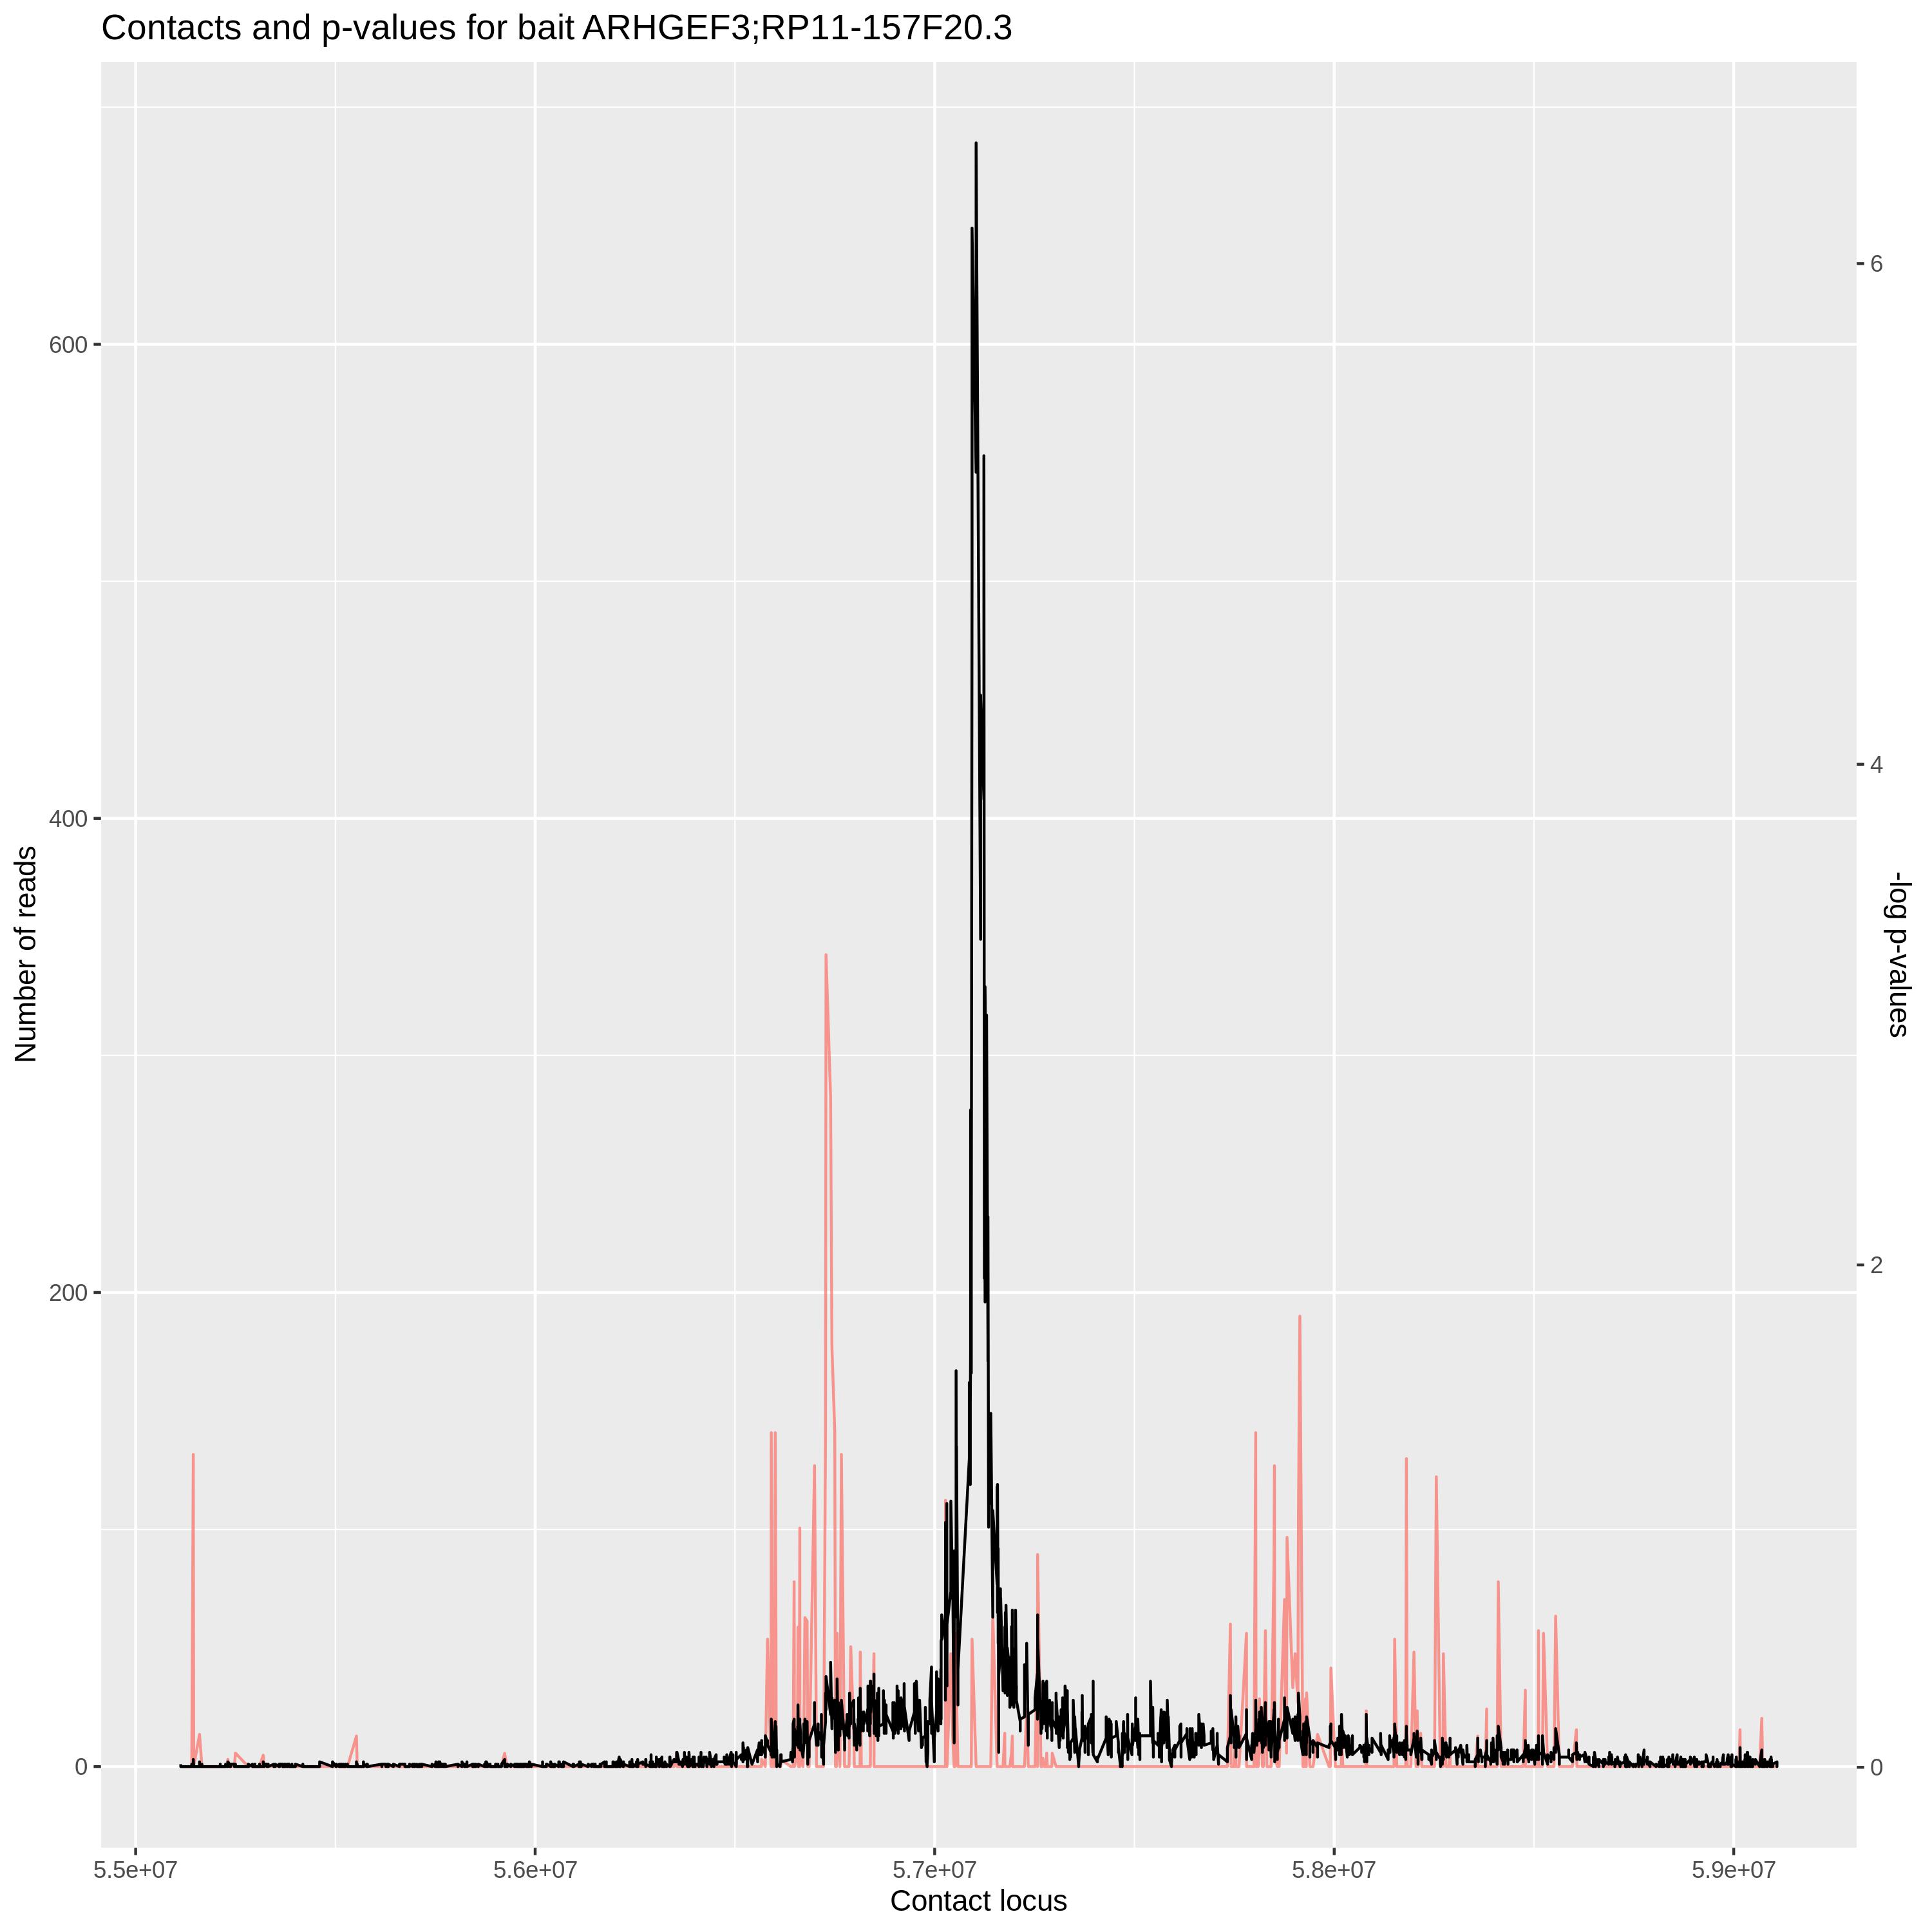 Contacts and p-values for bait ARHGEF3;RP11-157F20.3
Number of reads
600
400
200
0
6
4
2
0
-log p-values
5.5e+07
5.6e+07
5.7e+07
5.8e+07
5.9e+07
Contact locus